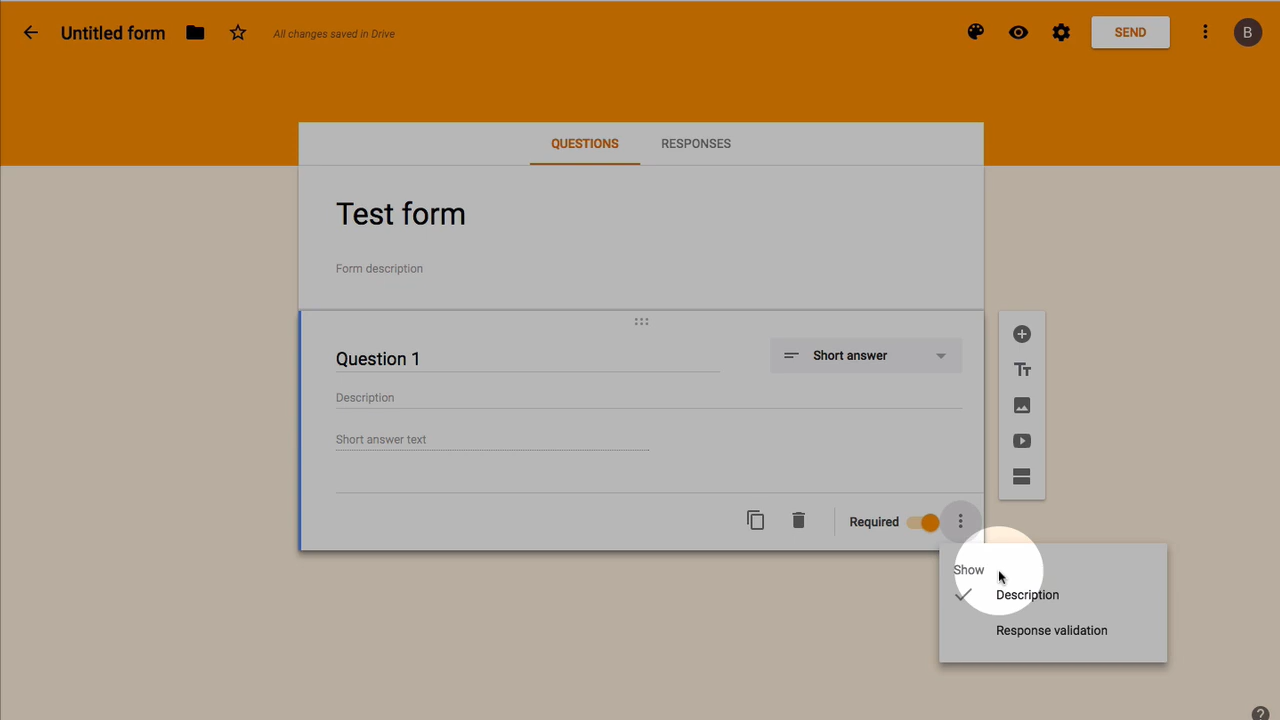 Untitled form
All changes saved in Drive
SEND
B
QUESTIONS
RESPONSES
Test form
Form description
Question 1
Short answer
Description
Short answer text
Required
Show
Description
Response validation